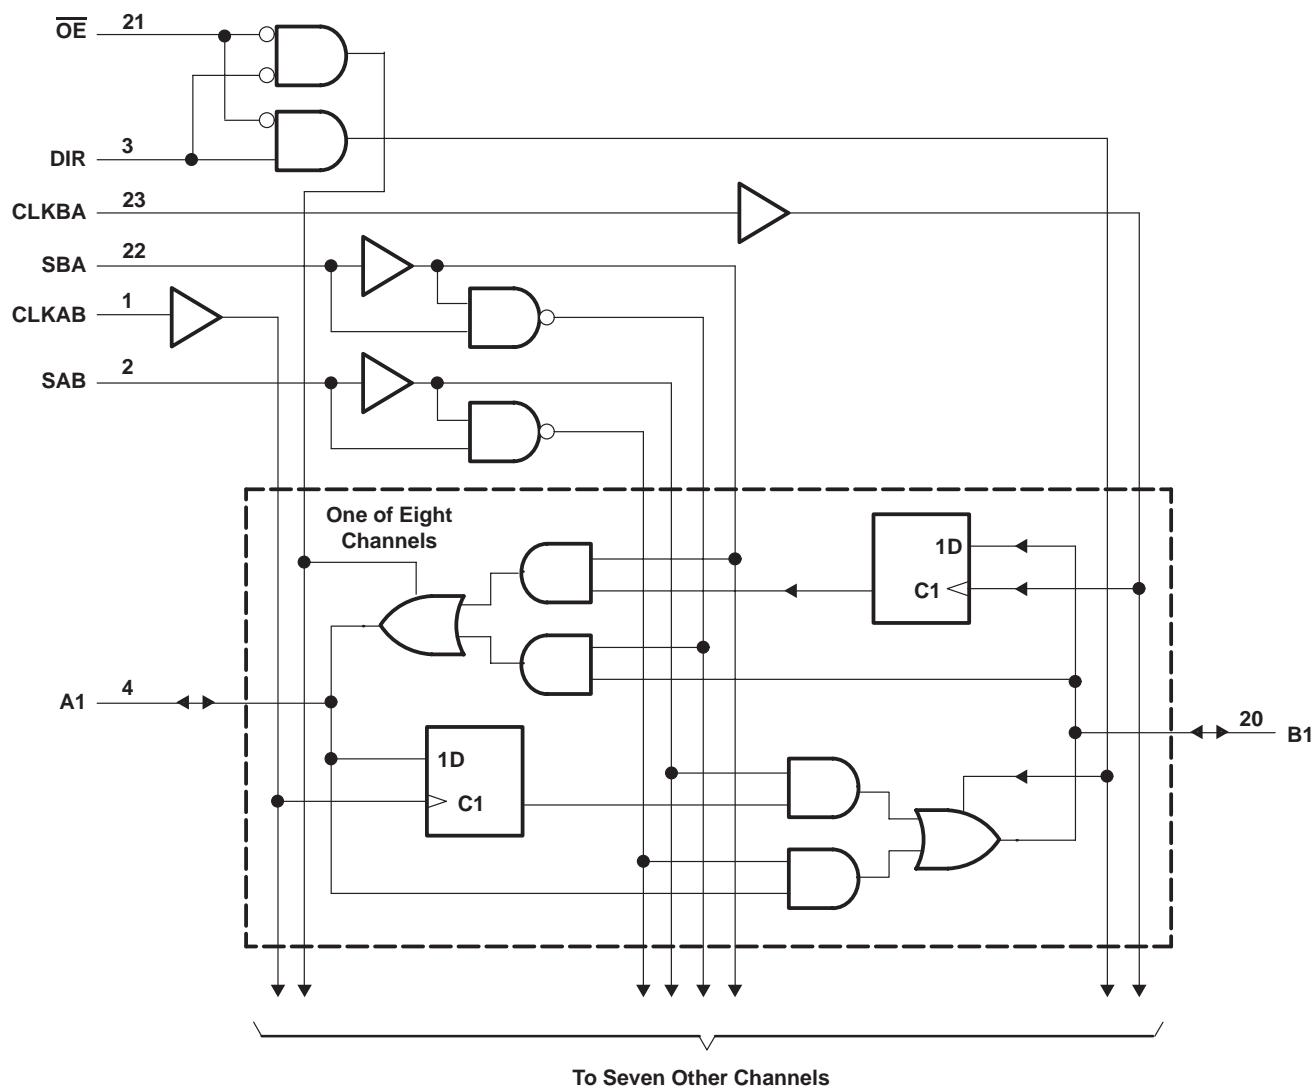 O̅E̅ 21
DIR 3
CLKBA 23
SBA 22
CLKAB 1
SAB 2
One of Eight
Channels
1D
C1
A1 4
20 B1
1D
C1
To Seven Other Channels